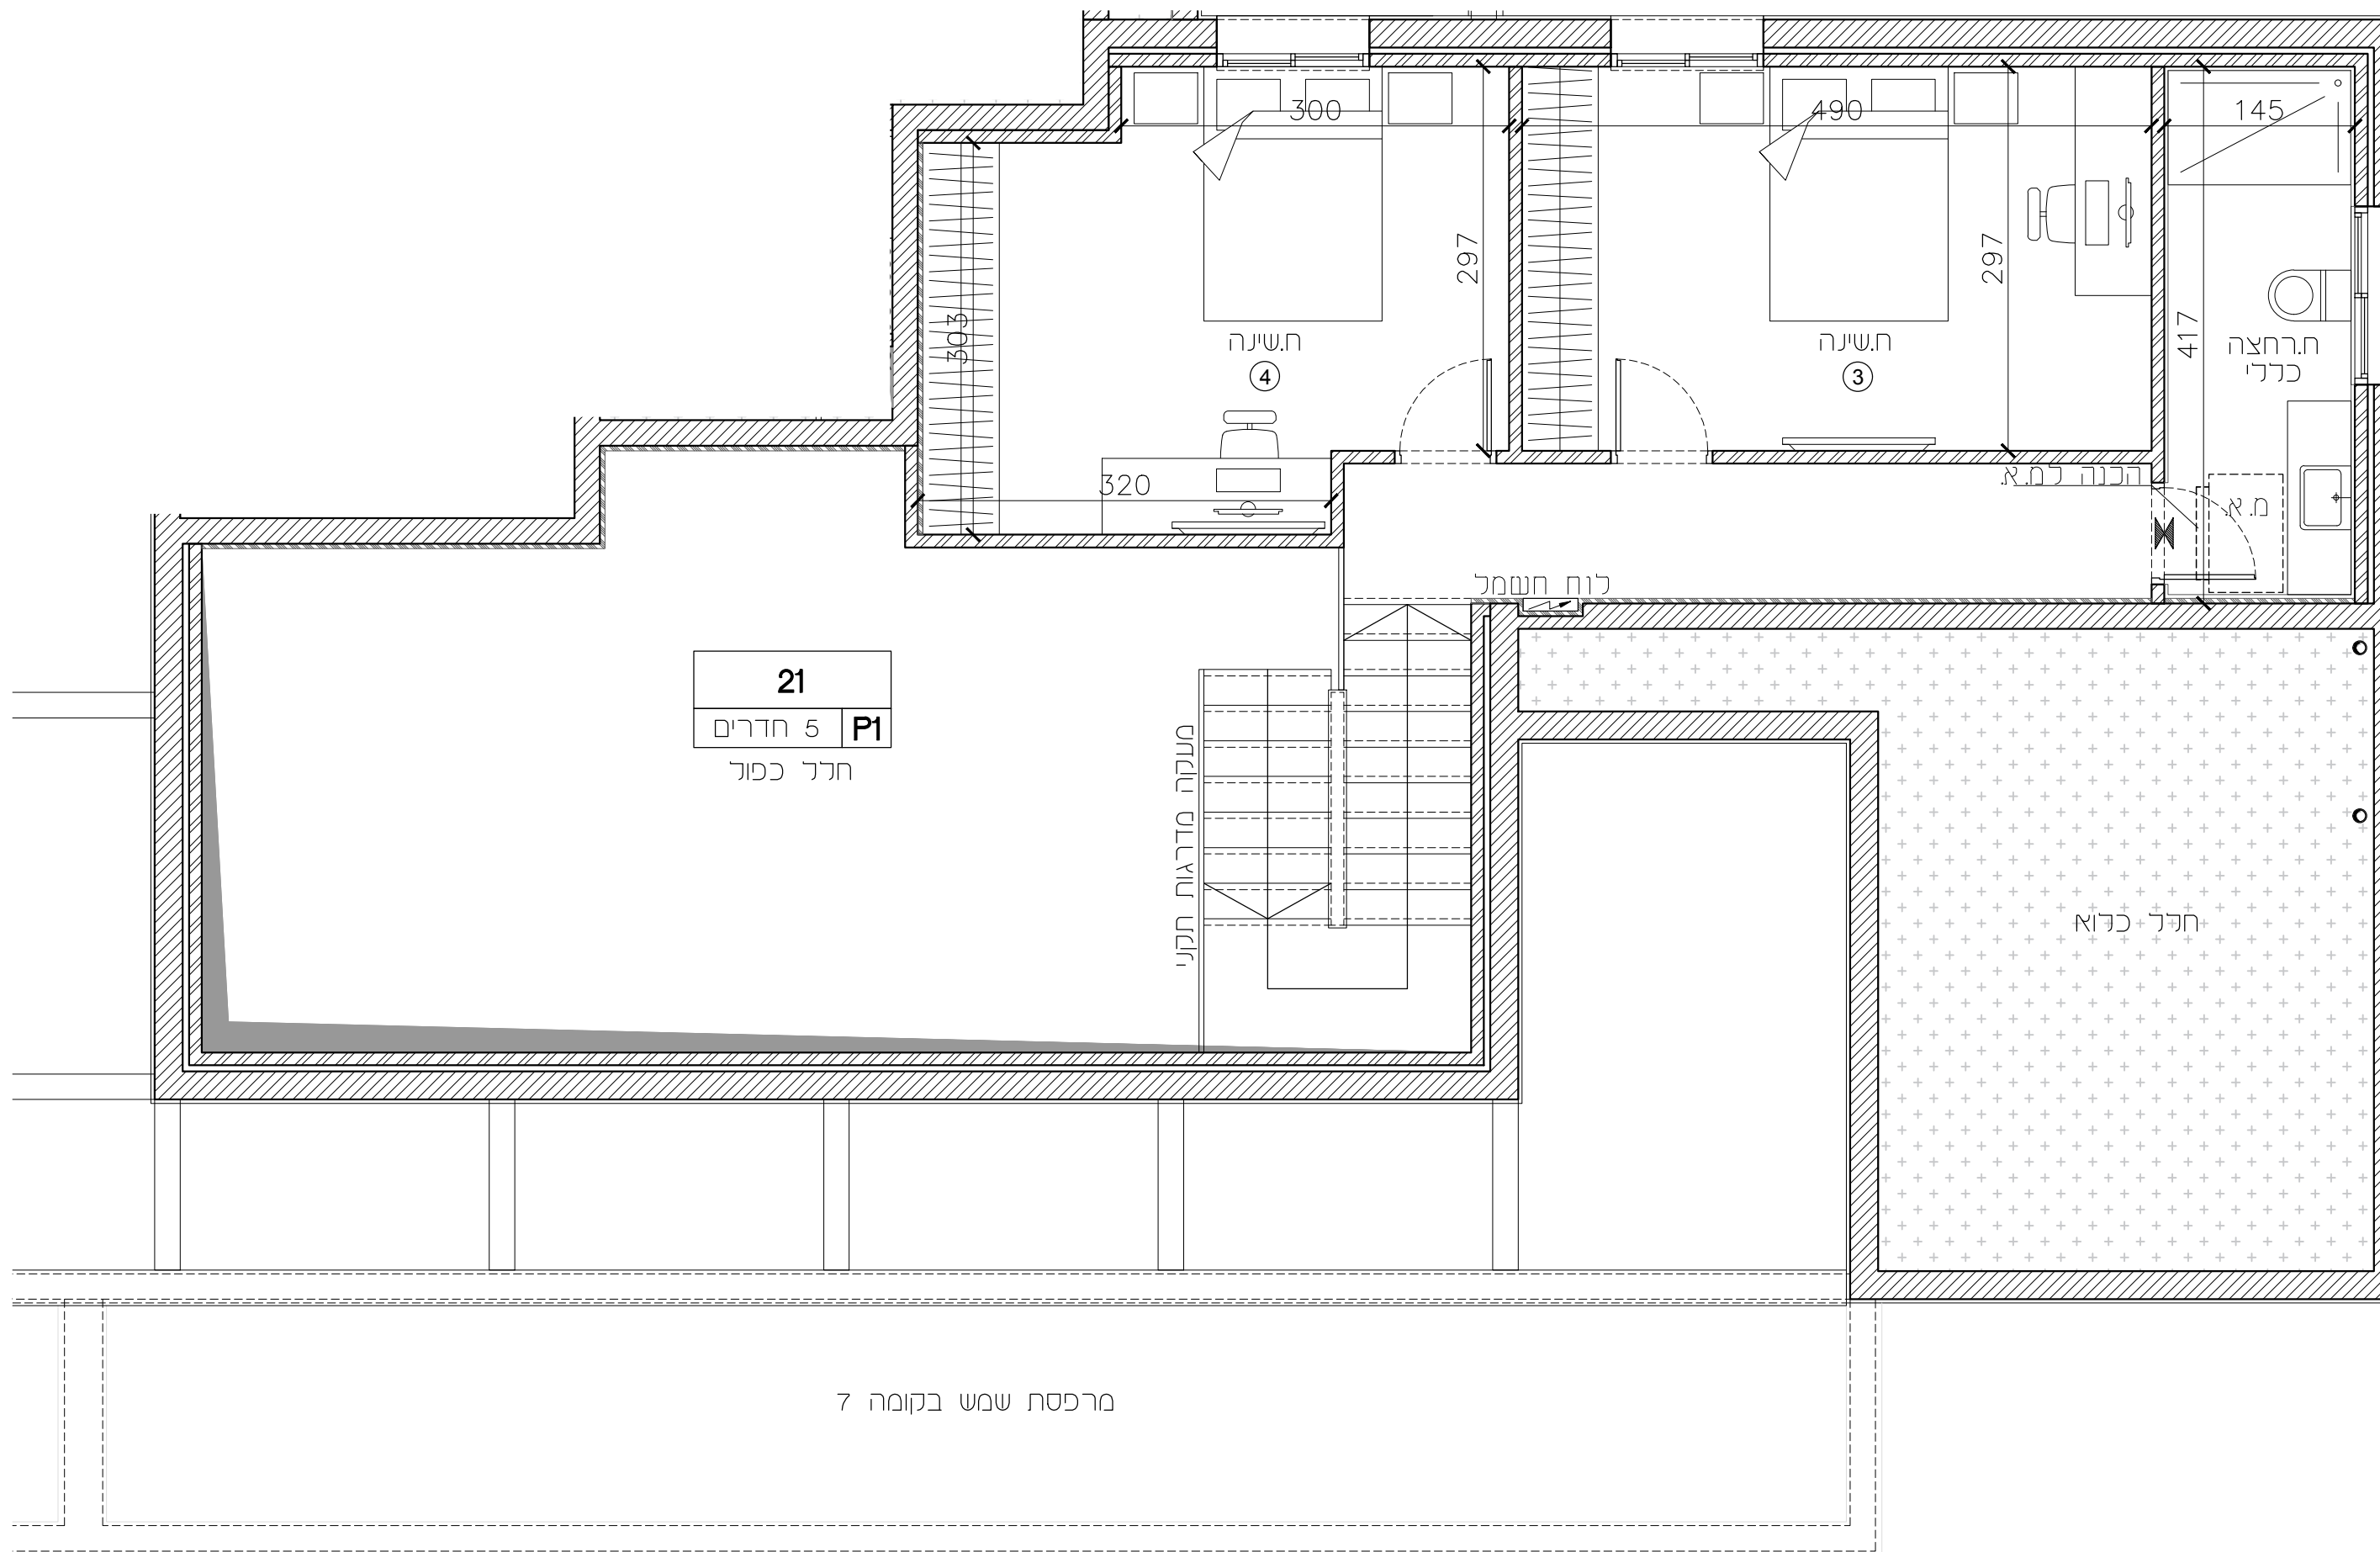 300
490
145
297
297
303
417
ח.שינה
4
ח.שינה
3
ח.רחצה
כללי
320
הכנה למ.א.
מ.א.
לוח חשמל
21
5 חדרים
P1
חלל כפול
מעקה מדרגות תקני
חלל כלוא
מרפסת שמש בקומה 7